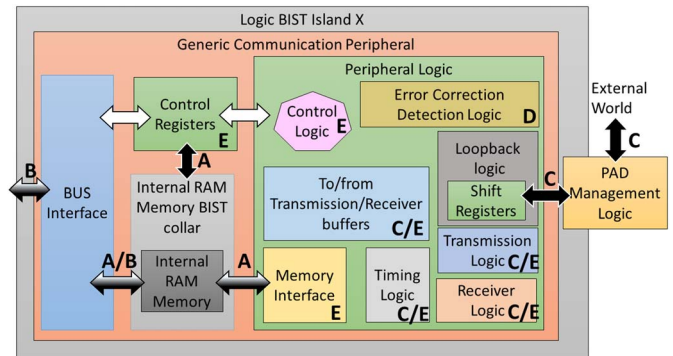 Logic BIST Island X
Generic Communication Peripheral
Peripheral Logic
Control
Registers
E
Control
Logic
E
Error Correction
Detection Logic
D
External
World
C
A
B
BUS
Interface
Internal RAM
Memory BIST
collar
To/from
Transmission/Receiver
buffers
C/E
Loopback
logic
Shift
Registers
C
PAD
Management
Logic
Transmission
Logic
C/E
A/B
Internal
RAM
Memory
A
Memory
Interface
E
Timing
Logic
C/E
Receiver
Logic
C/E